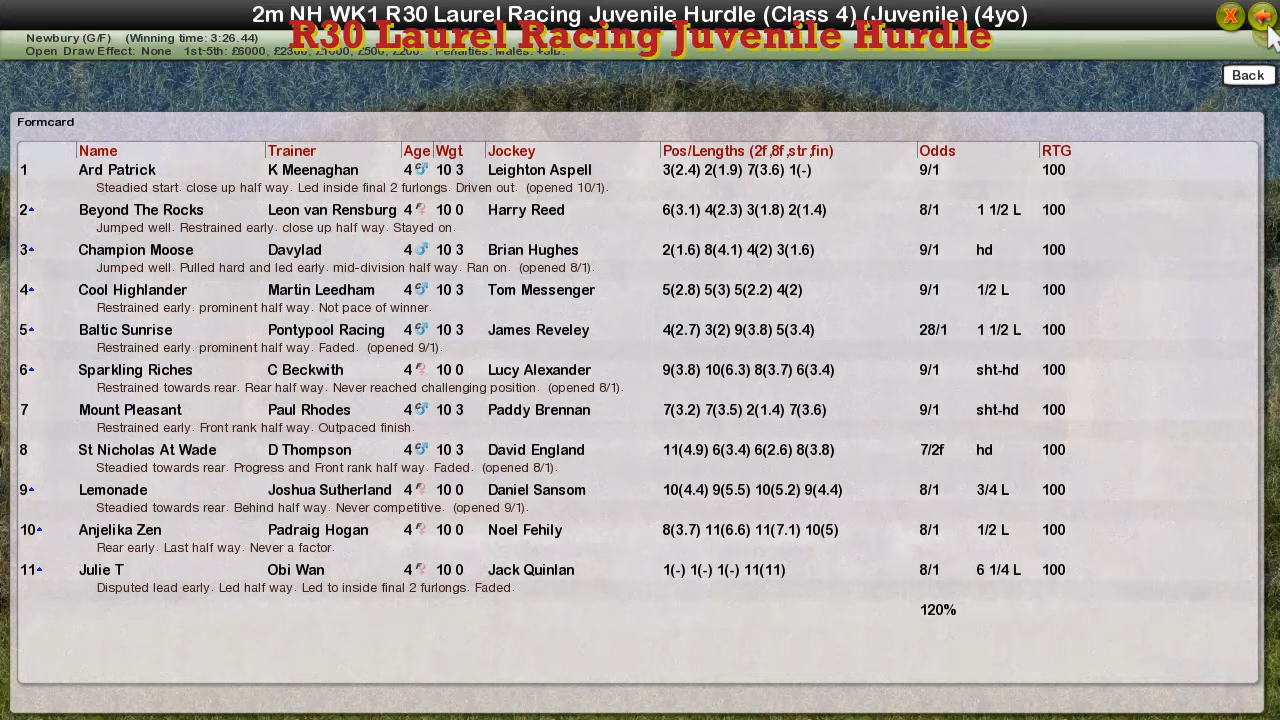 2m NH WK1 R30 Laurel Racing Juvenile Hurdle (Class 4) (Juvenile) (4yo)
R30 Laurel Racing Juvenile Hurdle
Newbury (G/F) (Winning time: 3:26.44)
Open Draw Effect: None 1st-5th: £6000, £2300, £1000, £500, £200. Penalties: Males: +3lb.
Back
Formcard
Name Trainer Age Wgt Jockey Pos/Lengths (2f,8f,str,fin) Odds RTG
1 Ard Patrick K Meenaghan 4 10 3 Leighton Aspell 3(2.4) 2(1.9) 7(3.6) 1(-) 9/1 100
Steadied start. close up half way. Led inside final 2 furlongs. Driven out. (opened 10/1).
2 Beyond The Rocks Leon van Rensburg 4 10 0 Harry Reed 6(3.1) 4(2.3) 3(1.8) 2(1.4) 8/1 1 1/2 L 100
Jumped well. Restrained early. close up half way. Stayed on.
3 Champion Moose Davylad 4 10 3 Brian Hughes 2(1.6) 8(4.1) 4(2) 3(1.6) 9/1 hd 100
Jumped well. Pulled hard and led early. mid-division half way. Ran on. (opened 8/1).
4 Cool Highlander Martin Leedham 4 10 3 Tom Messenger 5(2.8) 5(3) 5(2.2) 4(2) 9/1 1/2 L 100
Restrained early. prominent half way. Not pace of winner.
5 Baltic Sunrise Pontypool Racing 4 10 3 James Reveley 4(2.7) 3(2) 9(3.8) 5(3.4) 28/1 1 1/2 L 100
Restrained early. prominent half way. Faded. (opened 9/1).
6 Sparkling Riches C Beckwith 4 10 0 Lucy Alexander 9(3.8) 10(6.3) 8(3.7) 6(3.4) 9/1 sht-hd 100
Restrained towards rear. Rear half way. Never reached challenging position. (opened 8/1).
7 Mount Pleasant Paul Rhodes 4 10 3 Paddy Brennan 7(3.2) 7(3.5) 2(1.4) 7(3.6) 9/1 sht-hd 100
Restrained early. Front rank half way. Outpaced finish.
8 St Nicholas At Wade D Thompson 4 10 3 David England 11(4.9) 6(3.4) 6(2.6) 8(3.8) 7/2f hd 100
Steadied towards rear. Progress and Front rank half way. Faded. (opened 8/1).
9 Lemonade Joshua Sutherland 4 10 0 Daniel Sansom 10(4.4) 9(5.5) 10(5.2) 9(4.4) 8/1 3/4 L 100
Steadied towards rear. Behind half way. Never competitive. (opened 9/1).
10 Anjelika Zen Padraig Hogan 4 10 0 Noel Fehily 8(3.7) 11(6.6) 11(7.1) 10(5) 8/1 1/2 L 100
Rear early. Last half way. Never a factor.
11 Julie T Obi Wan 4 10 0 Jack Quinlan 1(-) 1(-) 1(-) 11(11) 8/1 6 1/4 L 100
Disputed lead early. Led half way. Led to inside final 2 furlongs. Faded.
120%